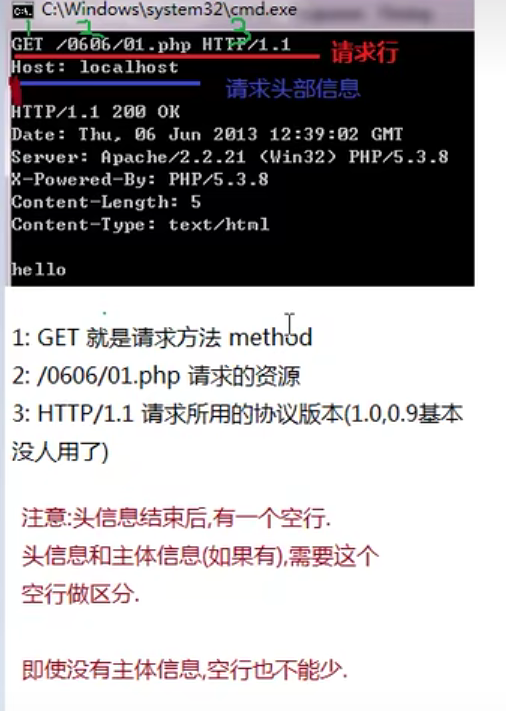 C:\Windows\system32\cmd.exe
1 2 3
GET /0606/01.php HTTP/1.1
请求行
Host: localhost
请求头部信息
HTTP/1.1 200 OK
Date: Thu, 06 Jun 2013 12:39:02 GMT
Server: Apache/2.2.21 (Win32) PHP/5.3.8
X-Powered-By: PHP/5.3.8
Content-Length: 5
Content-Type: text/html
hello
1: GET 就是请求方法 method
2: /0606/01.php 请求的资源
3: HTTP/1.1 请求所用的协议版本(1.0,0.9基本
没人用了)
注意:头信息结束后,有一个空行.
头信息和主体信息(如果有),需要这个
空行做区分.
即使没有主体信息,空行也不能少.